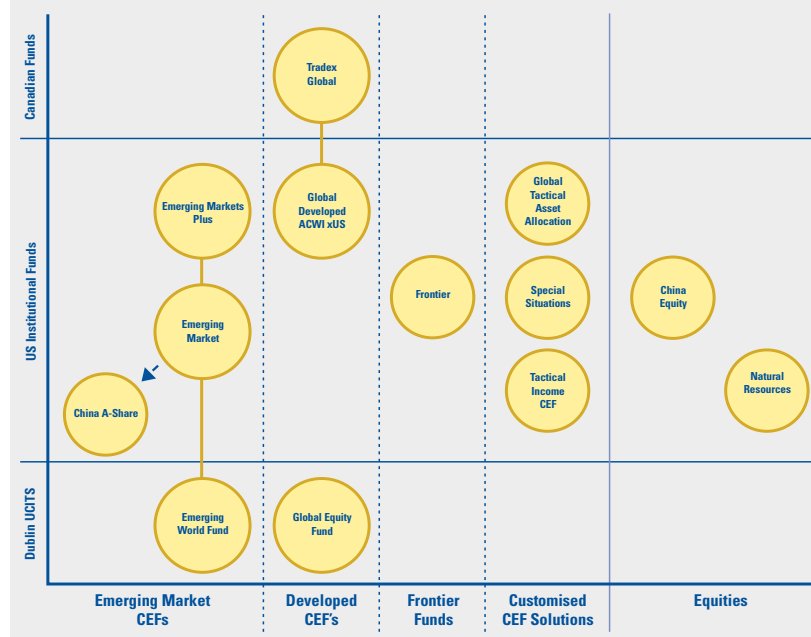 Canadian Funds
Tradex
Global
US Institutional Funds
Emerging Markets
Plus
Global
Developed
ACWI xUS
Global
Tactical
Asset
Allocation
Emerging
Market
Frontier
Special
Situations
China
Equity
China A-Share
Tactical
Income
CEF
Natural
Resources
Dublin UCITS
Emerging
World Fund
Global Equity
Fund
Emerging Market
CEFs
Developed
CEF's
Frontier
Funds
Customised
CEF Solutions
Equities